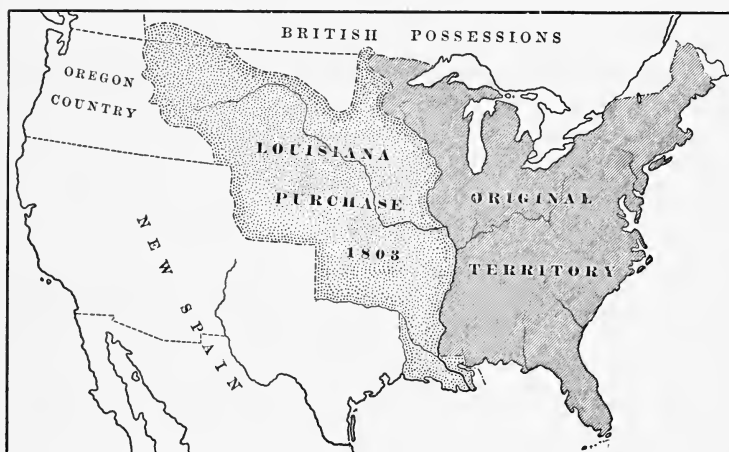 BRITISH POSSESSIONS
OREGON
COUNTRY
LOUISIANA
PURCHASE
1803
ORIGINAL
TERRITORY
NEW SPAIN